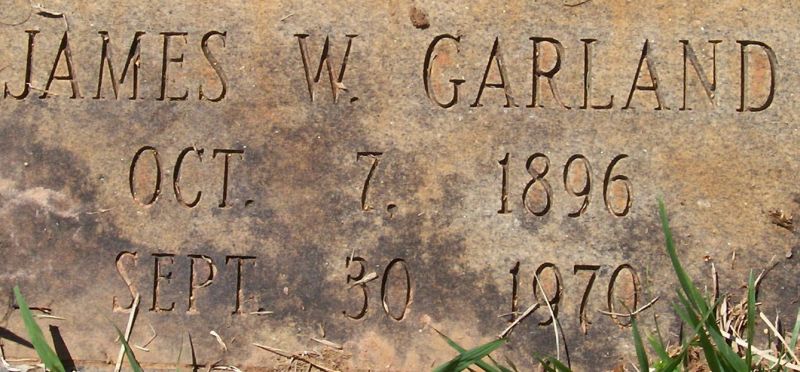 JAMES W. GARLAND
OCT. 7, 1896
SEPT. 30 1970